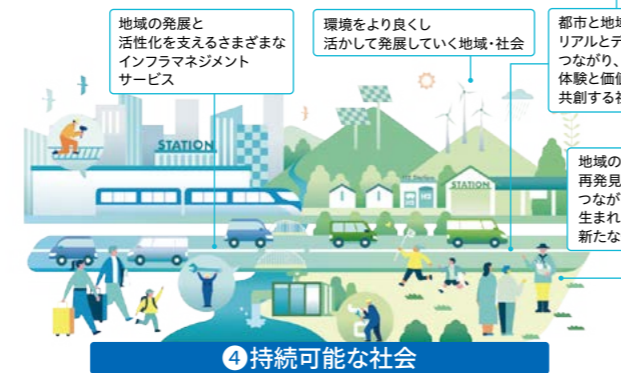 地域の発展と
活性化を支えるさまざまな
インフラマネジメント
サービス
環境をより良くし
活かして発展していく地域・社会
都市と地域
リアルとデ
つながり、
体験と価値
共創する社
地域の
再発見
つなが
生まれ
新たな
STATION
STATION
H2
H2
❹持続可能な社会